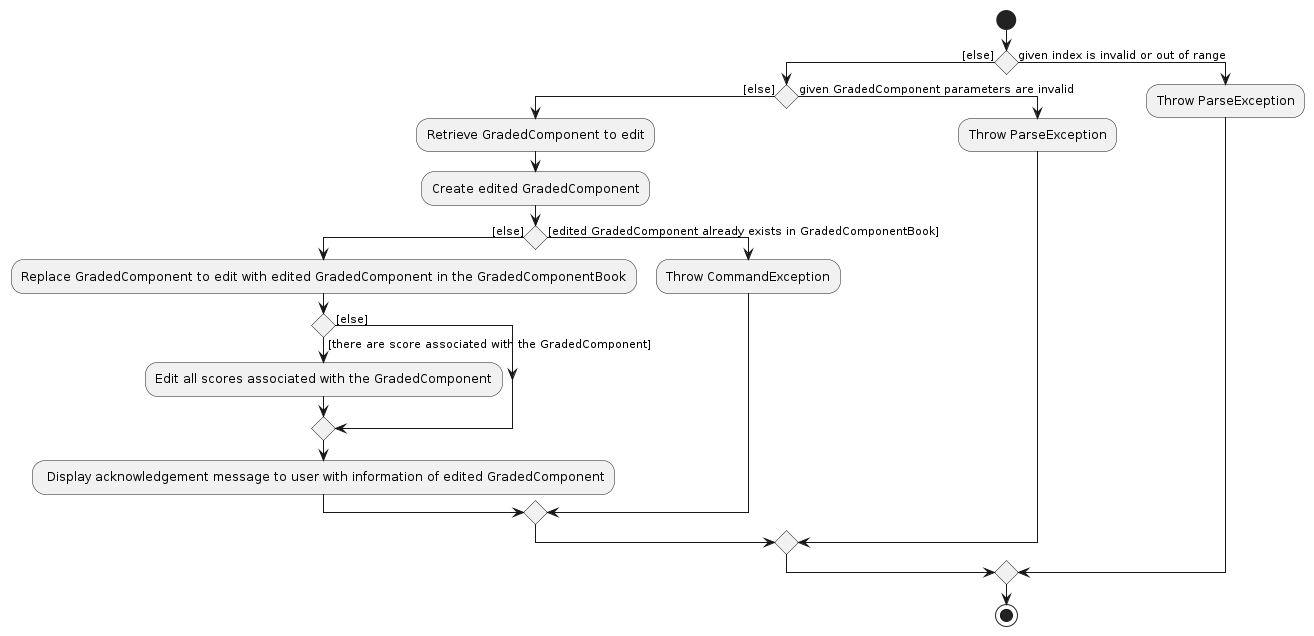 [else]
given index is invalid or out of range
[else]
given GradedComponent parameters are invalid
Throw ParseException
Retrieve GradedComponent to edit
Throw ParseException
Create edited GradedComponent
[else]
[edited GradedComponent already exists in GradedComponentBook]
Replace GradedComponent to edit with edited GradedComponent in the GradedComponentBook
Throw CommandException
[else]
[there are score associated with the GradedComponent]
Edit all scores associated with the GradedComponent
Display acknowledgement message to user with information of edited GradedComponent